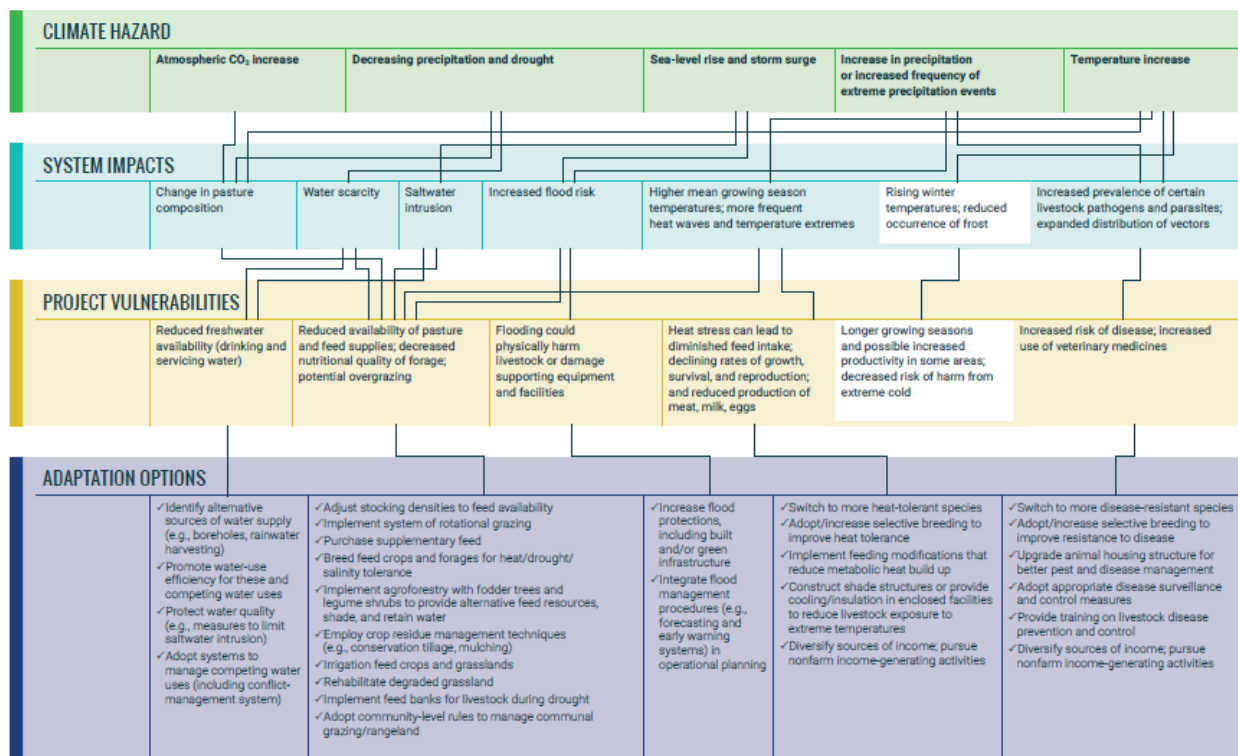 CLIMATE HAZARD
Atmospheric CO₂ increase
Decreasing precipitation and drought
Sea-level rise and storm surge
Increase in precipitation
or increased frequency of
extreme precipitation events
Temperature increase
SYSTEM IMPACTS
Change in pasture
composition
Water scarcity
Saltwater
intrusion
Increased flood risk
Higher mean growing season
temperatures; more frequent
heat waves and temperature extremes
Rising winter
temperatures; reduced
occurrence of frost
Increased prevalence of certain
livestock pathogens and parasites;
expanded distribution of vectors
PROJECT VULNERABILITIES
Reduced freshwater
availability (drinking and
servicing water)
Reduced availability of pasture
and feed supplies; decreased
nutritional quality of forage;
potential overgrazing
Flooding could
physically harm
livestock or damage
supporting equipment
and facilities
Heat stress can lead to
diminished feed intake;
declining rates of growth,
survival, and reproduction;
and reduced production of
meat, milk, eggs
Longer growing seasons
and possible increased
productivity in some areas;
decreased risk of harm from
extreme cold
Increased risk of disease; increased
use of veterinary medicines
ADAPTATION OPTIONS
✓Identify alternative
sources of water supply
(e.g., boreholes, rainwater
harvesting)
✓Promote water-use
efficiency for these and
competing water uses
✓Protect water quality
(e.g., measures to limit
saltwater intrusion)
✓Adopt systems to
manage competing water
uses (including conflict-
management system)
✓Adjust stocking densities to feed availability
✓Implement system of rotational grazing
✓Purchase supplementary feed
✓Breed feed crops and forages for heat/drought/
salinity tolerance
✓Implement agroforestry with fodder trees and
legume shrubs to provide alternative feed resources,
shade, and retain water
✓Employ crop residue management techniques
(e.g., conservation tillage, mulching)
✓Irrigation feed crops and grasslands
✓Rehabilitate degraded grassland
✓Implement feed banks for livestock during drought
✓Adopt community-level rules to manage communal
grazing/rangeland
✓Increase flood
protections,
including built
and/or green
infrastructure
✓Integrate flood
management
procedures (e.g.,
forecasting and
early warning
systems) in
operational planning
✓Switch to more heat-tolerant species
✓Adopt/increase selective breeding to
improve heat tolerance
✓Implement feeding modifications that
reduce metabolic heat build up
✓Construct shade structures or provide
cooling/insulation in enclosed facilities
to reduce livestock exposure to
extreme temperatures
✓Diversify sources of income; pursue
nonfarm income-generating activities
✓Switch to more disease-resistant species
✓Adopt/increase selective breeding to
improve resistance to disease
✓Upgrade animal housing structure for
better pest and disease management
✓Adopt appropriate disease surveillance
and control measures
✓Provide training on livestock disease
prevention and control
✓Diversify sources of income; pursue
nonfarm income-generating activities